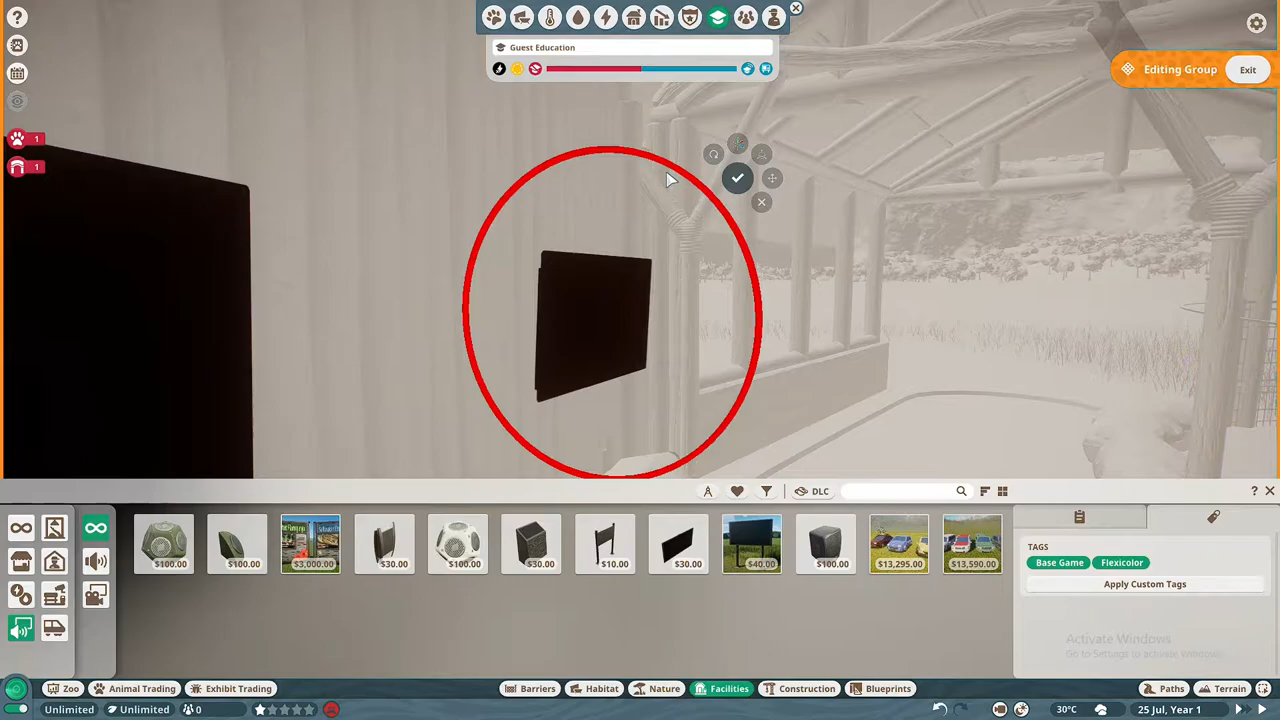 Guest Education
Editing Group
Exit
1
1
DLC
$100.00
$100.00
$3,000.00
$30.00
$100.00
$30.00
$10.00
$30.00
$40.00
$100.00
$13,295.00
$13,590.00
TAGS
Base Game
Flexicolor
Apply Custom Tags
Activate Windows
Go to Settings to activate Windows.
Zoo
Animal Trading
Exhibit Trading
Barriers
Habitat
Nature
Facilities
Construction
Blueprints
Paths
Terrain
Unlimited
Unlimited
0
30°C
25 Jul, Year 1